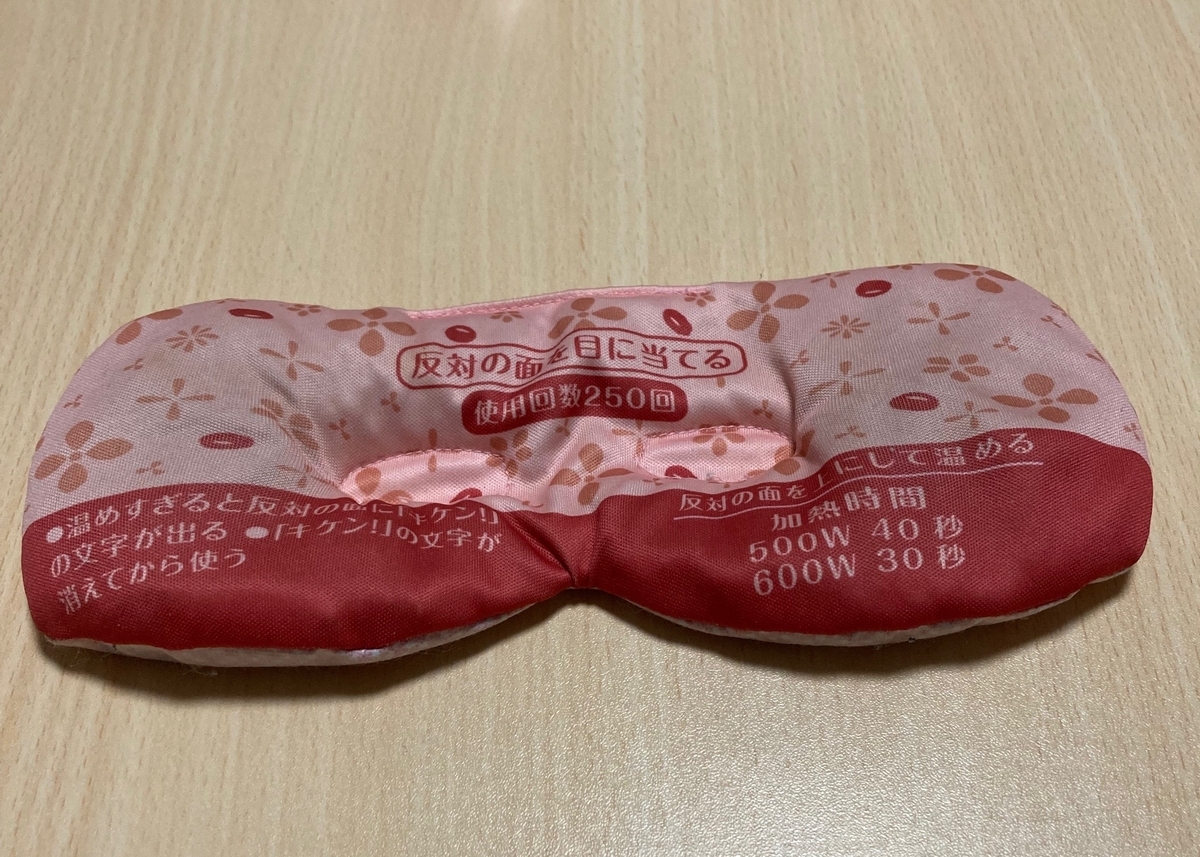 反対の面を目に当てる
使用回数250回
●温めすぎると反対の面に「キケン!」
の文字が出る ●「キケン!」の文字が
消えてから使う
反対の面を上にして温める
加熱時間
500W 40秒
600W 30秒